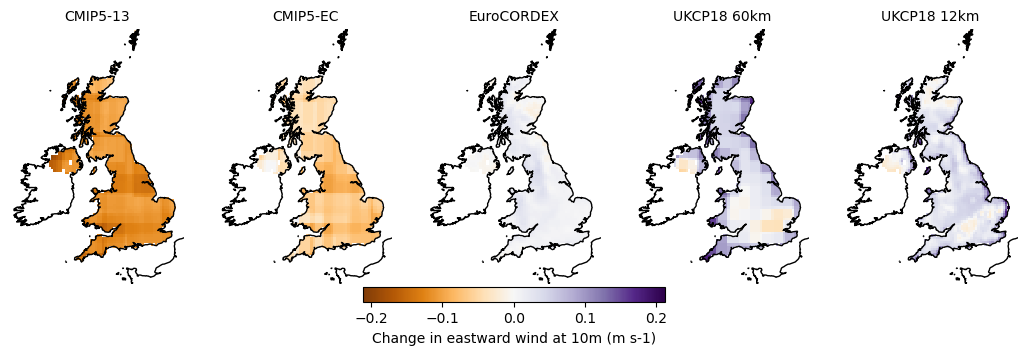 CMIP5-13 CMIP5-EC EuroCORDEX UKCP18 60km UKCP18 12km
−0.2 −0.1 0.0 0.1 0.2
Change in eastward wind at 10m (m s-1)